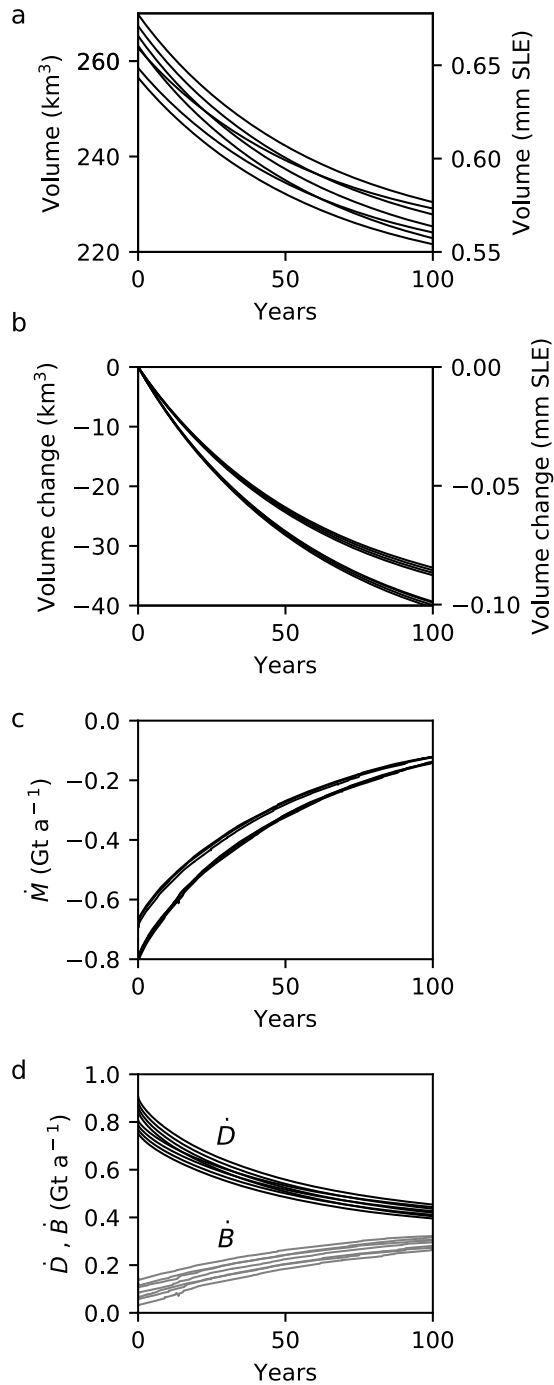 a
Volume (km³)
260
240
220
0.65
0.60
0.55
Volume (mm SLE)
0
50
100
Years
b
Volume change (km³)
0
−10
−20
−30
−40
0.00
−0.05
−0.10
Volume change (mm SLE)
0
50
100
Years
c
Ṁ (Gt a⁻¹)
0.0
−0.2
−0.4
−0.6
−0.8
0
50
100
Years
d
Ḋ , Ḃ (Gt a⁻¹)
1.0
0.8
0.6
0.4
0.2
0.0
Ḋ
Ḃ
0
50
100
Years